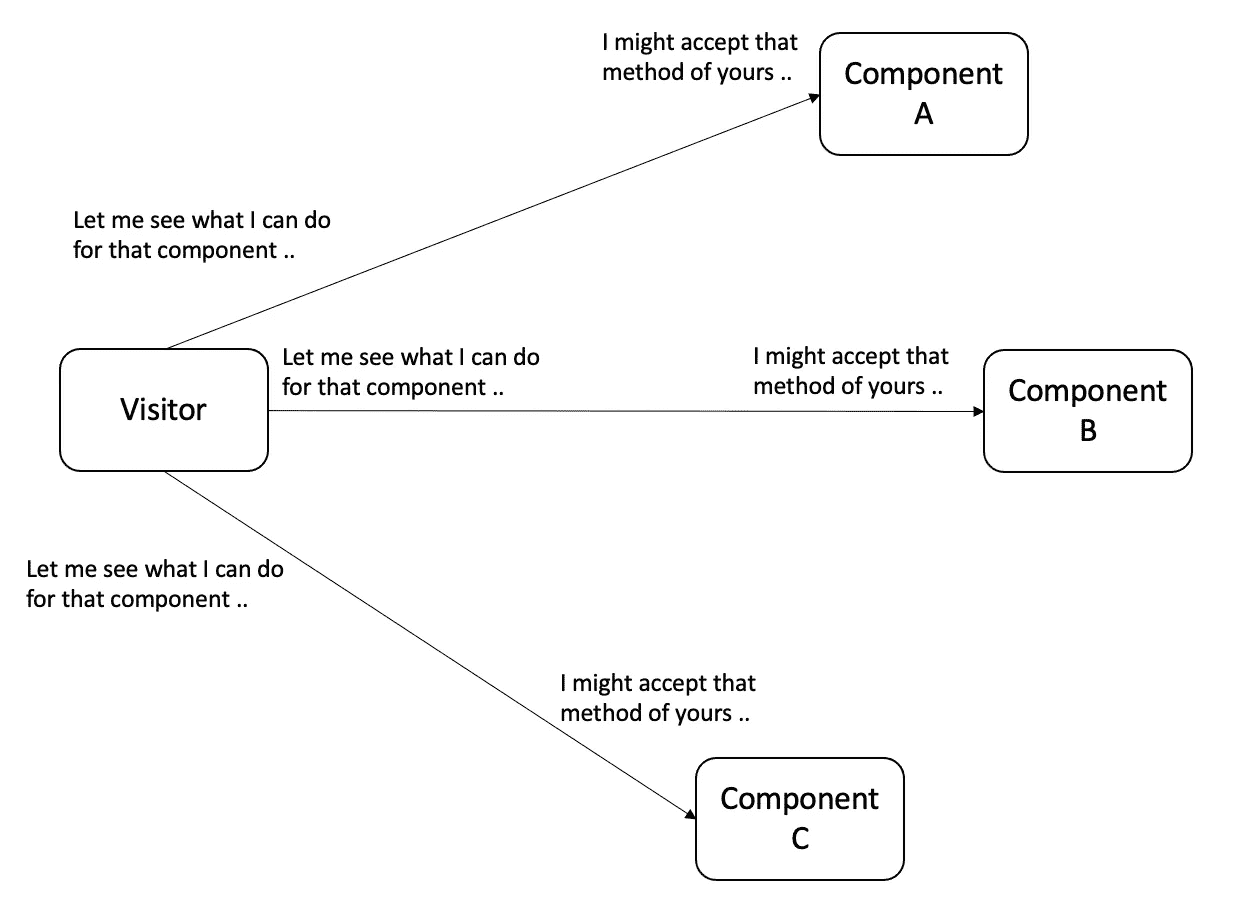 I might accept that
method of yours ..
Component
A
Let me see what I can do
for that component ..
Visitor
Let me see what I can do
for that component ..
I might accept that
method of yours ..
Component
B
Let me see what I can do
for that component ..
I might accept that
method of yours ..
Component
C